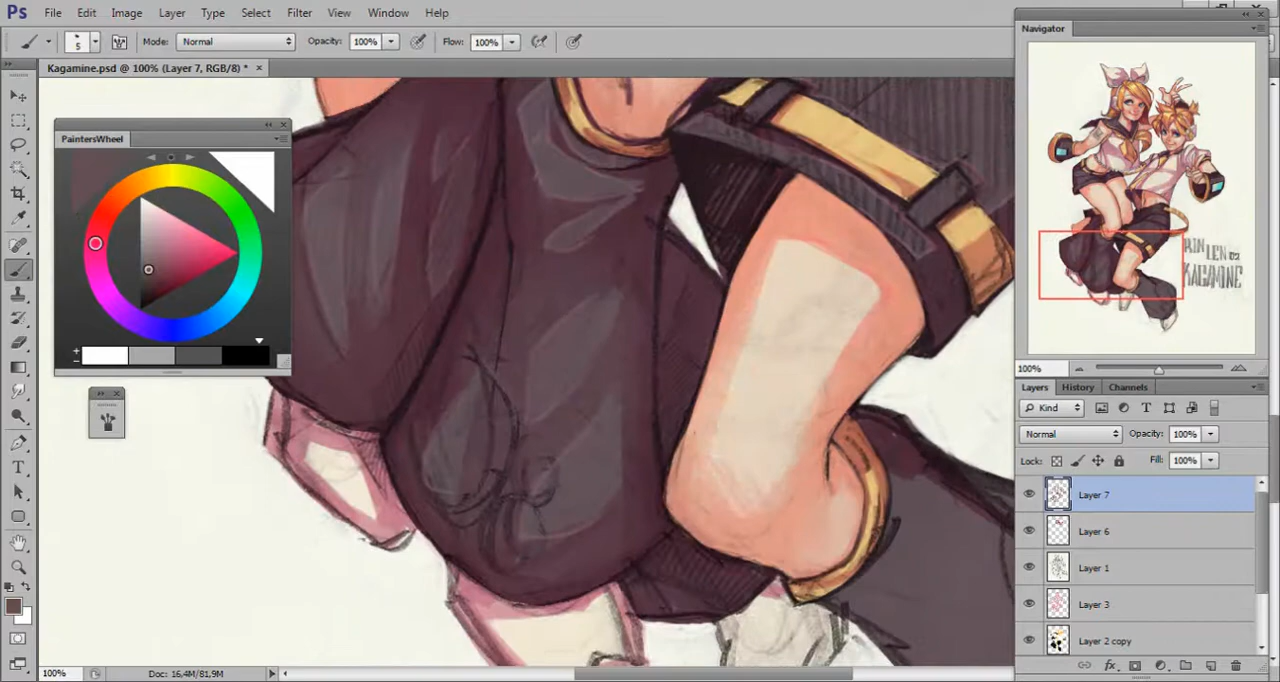 Ps File Edit Image Layer Type Select Filter View Window Help
5 Mode: Normal Opacity: 100% Flow: 100%
Kagamine.psd @ 100% (Layer 7, RGB/8) * ×
PaintersWheel
Navigator
RIN LEN 02
KAGAMINE
100%
Layers History Channels
Kind
Normal Opacity: 100%
Lock: Fill: 100%
Layer 7
Layer 6
Layer 1
Layer 3
Layer 2 copy
fx
100% Doc: 16,4M/81,9M